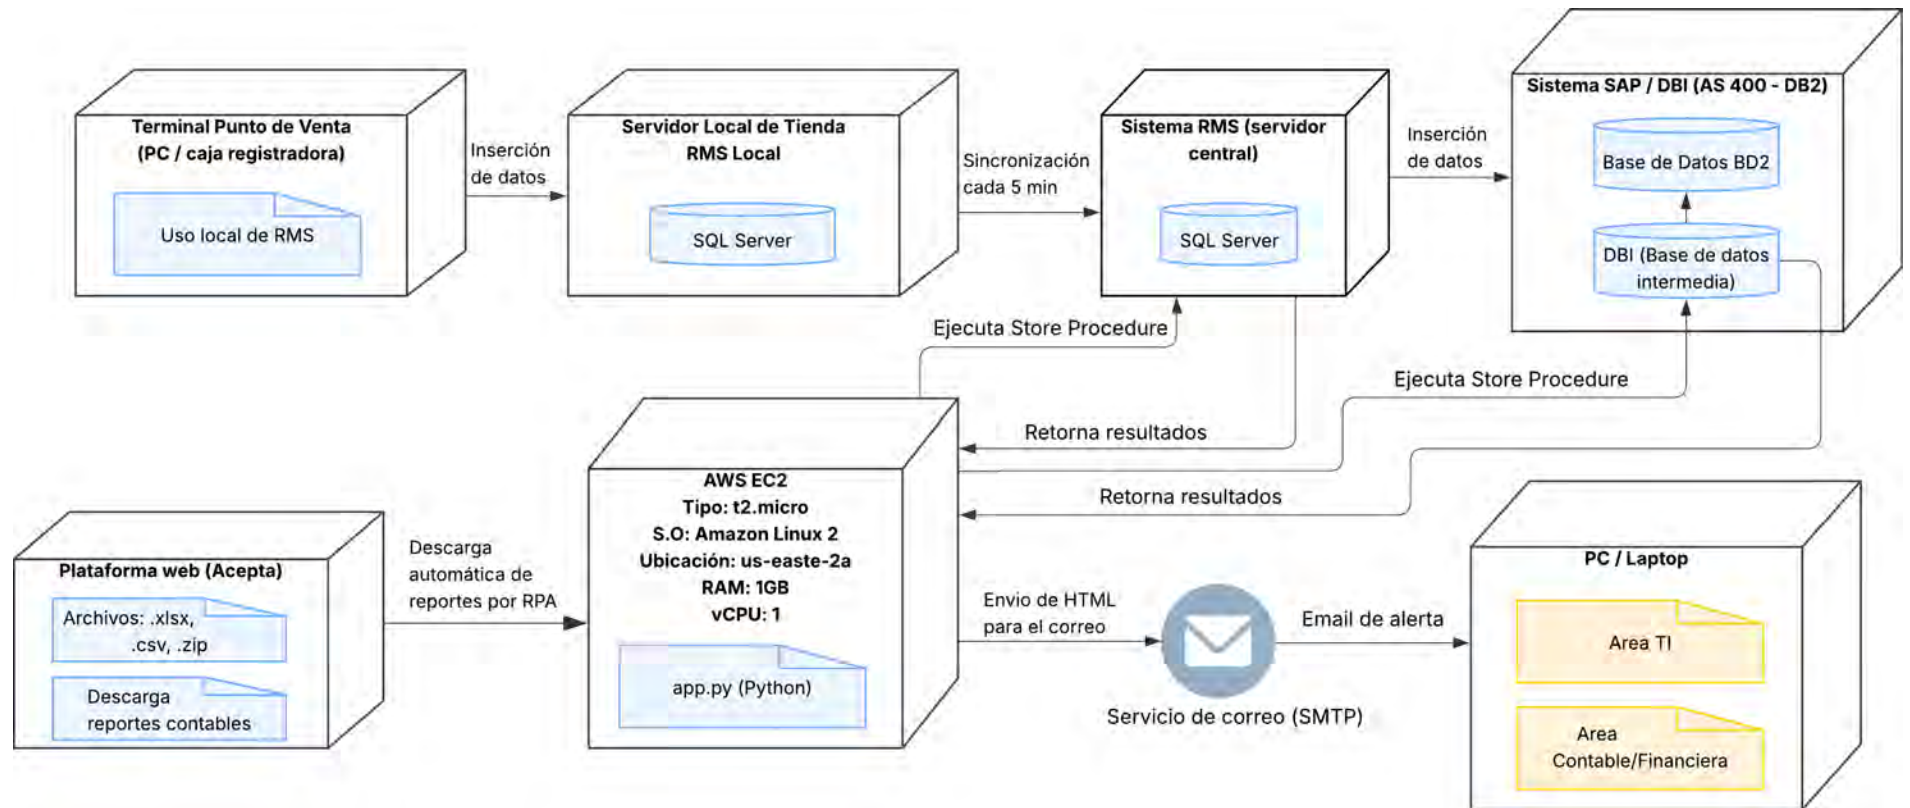 Terminal Punto de Venta
(PC / caja registradora)
Uso local de RMS
Inserción
de datos
Servidor Local de Tienda
RMS Local
SQL Server
Sincronización
cada 5 min
Sistema RMS (servidor
central)
SQL Server
Inserción
de datos
Sistema SAP / DBI (AS 400 - DB2)
Base de Datos BD2
DBI (Base de datos
intermedia)
Ejecuta Store Procedure
Ejecuta Store Procedure
Retorna resultados
Retorna resultados
Plataforma web (Acepta)
Archivos: .xlsx,
.csv, .zip
Descarga
reportes contables
Descarga
automática de
reportes por RPA
AWS EC2
Tipo: t2.micro
S.O: Amazon Linux 2
Ubicación: us-easte-2a
RAM: 1GB
vCPU: 1
app.py (Python)
Envio de HTML
para el correo
Servicio de correo (SMTP)
Email de alerta
PC / Laptop
Area TI
Area
Contable/Financiera